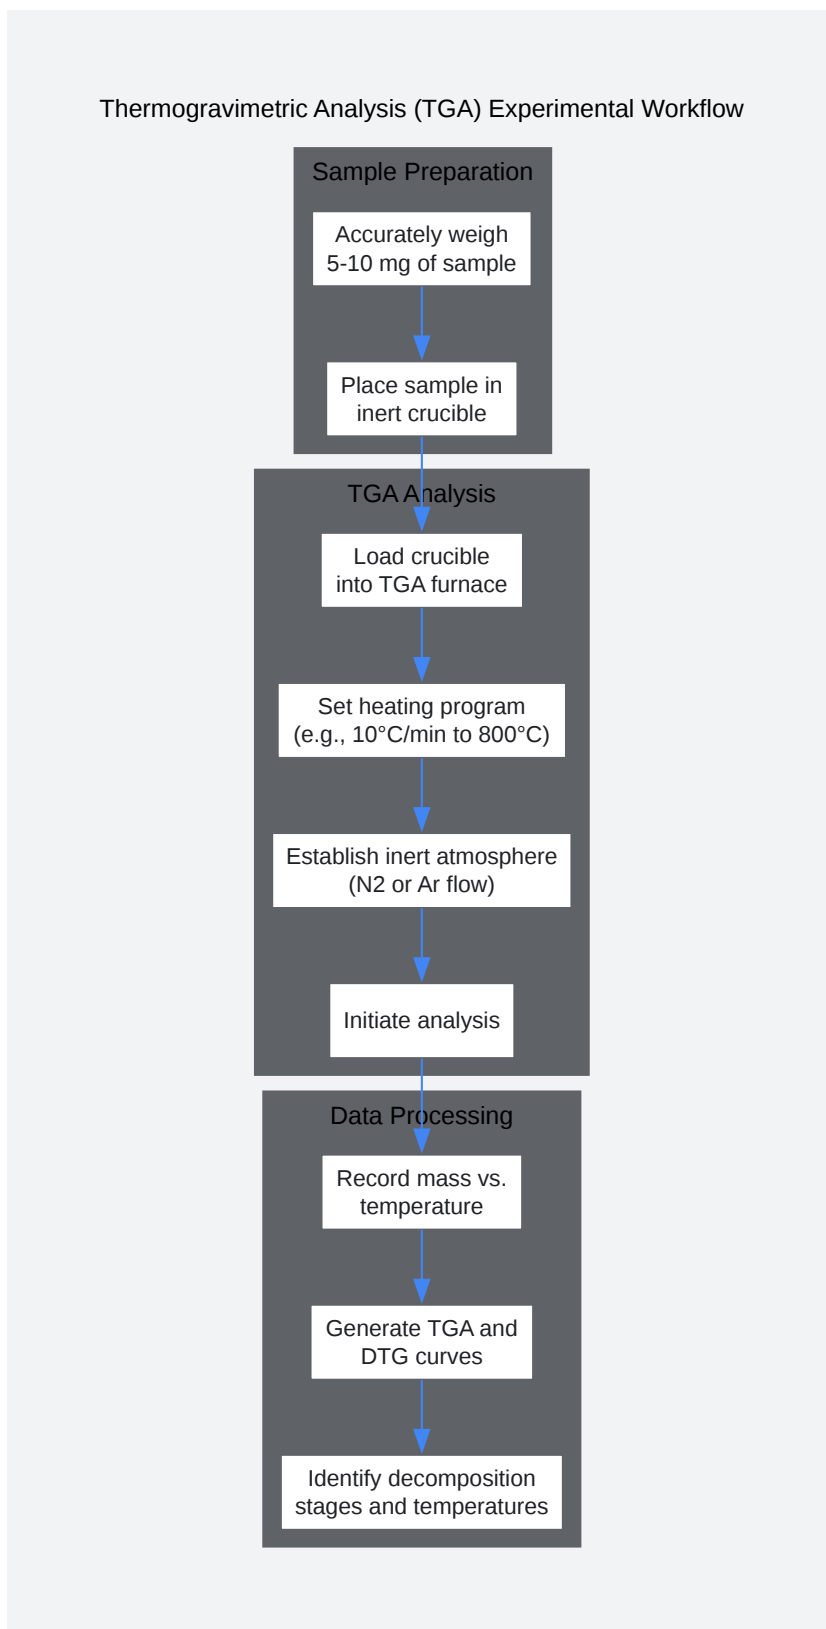 Thermogravimetric Analysis (TGA) Experimental Workflow
Sample Preparation
Accurately weigh
5-10 mg of sample
Place sample in
inert crucible
TGA Analysis
Load crucible
into TGA furnace
Set heating program
(e.g., 10°C/min to 800°C)
Establish inert atmosphere
(N2 or Ar flow)
Initiate analysis
Data Processing
Record mass vs.
temperature
Generate TGA and
DTG curves
Identify decomposition
stages and temperatures